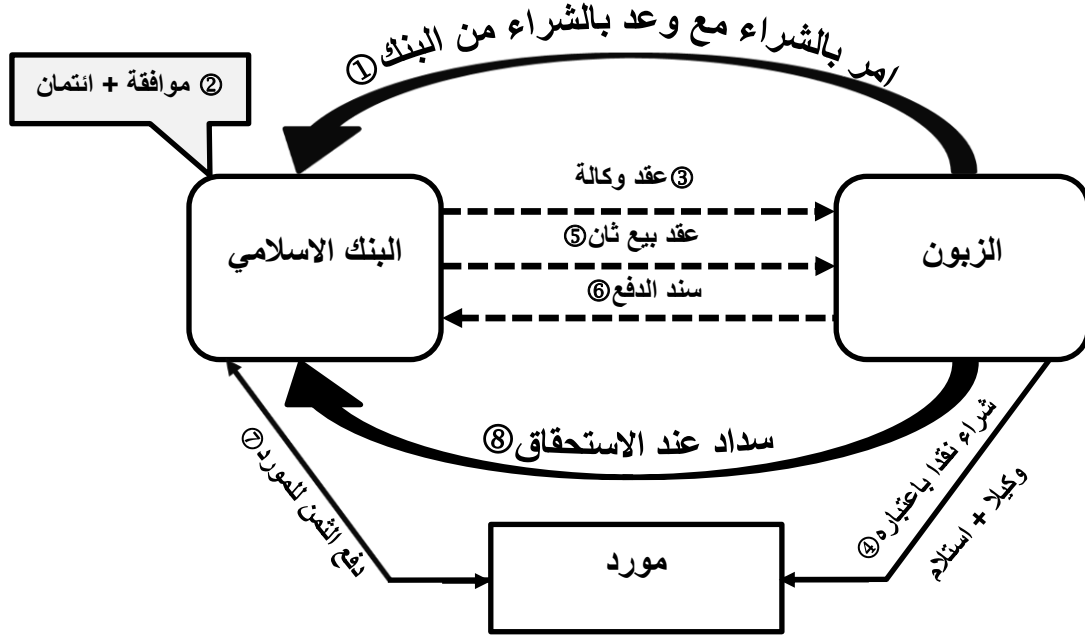 امر بالشراء مع وعد بالشراء من البنك①
② موافقة + ائتمان
③عقد وكالة
عقد بيع ثان⑤
سند الدفع⑥
الزبون
البنك الاسلامي
سداد عند الاستحقاق⑧
شراء نقدا باعتباره④
وكيلا + استلام
دفع الثمن للمورد⑦
مورد